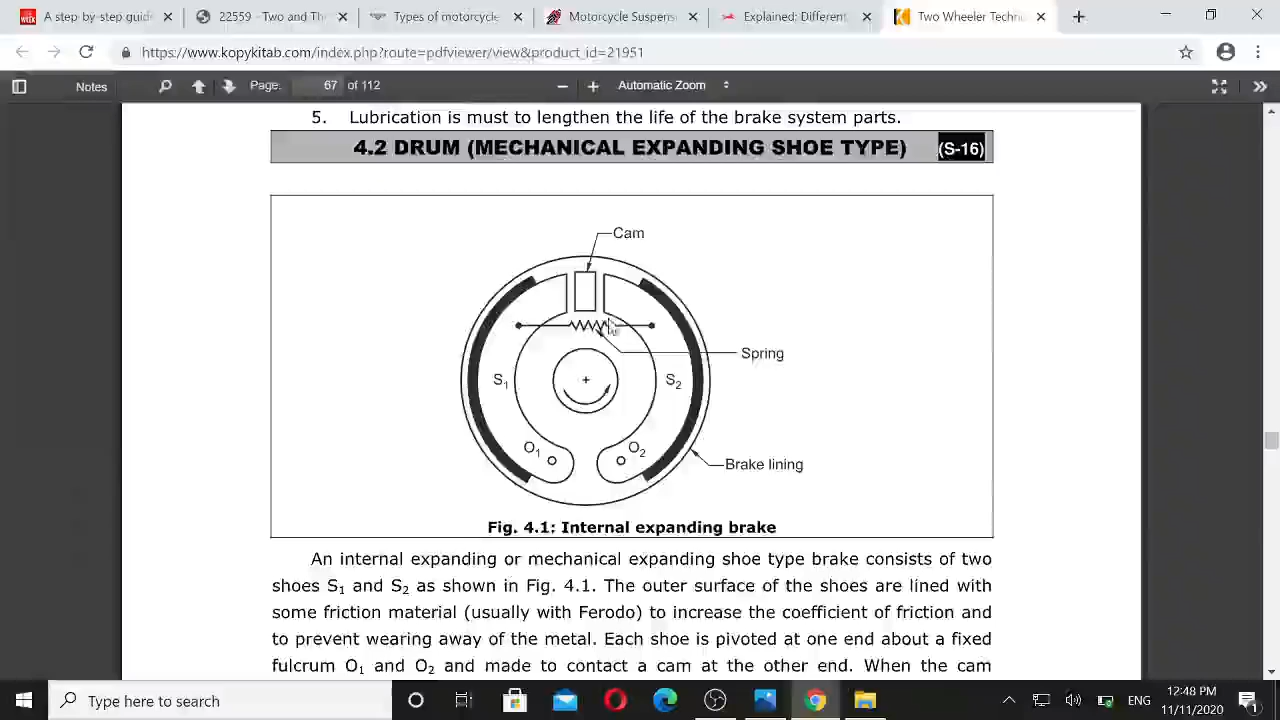 A step-by-step guide
22559 - Two and Th
Types of motorcycle
Motorcycle Suspens
Explained: Different
Two Wheeler Techni
https://www.kopykitab.com/index.php?route=pdfviewer/view&product_id=21951
Notes
Page:
67
of 112
Automatic Zoom
5. Lubrication is must to lengthen the life of the brake system parts.
4.2 DRUM (MECHANICAL EXPANDING SHOE TYPE) (S-16)
Cam
Spring
S1
S2
O1
O2
Brake lining
Fig. 4.1: Internal expanding brake
An internal expanding or mechanical expanding shoe type brake consists of two
shoes S1 and S2 as shown in Fig. 4.1. The outer surface of the shoes are lined with
some friction material (usually with Ferodo) to increase the coefficient of friction and
to prevent wearing away of the metal. Each shoe is pivoted at one end about a fixed
fulcrum O1 and O2 and made to contact a cam at the other end. When the cam
Type here to search
ENG
12:48 PM
11/11/2020